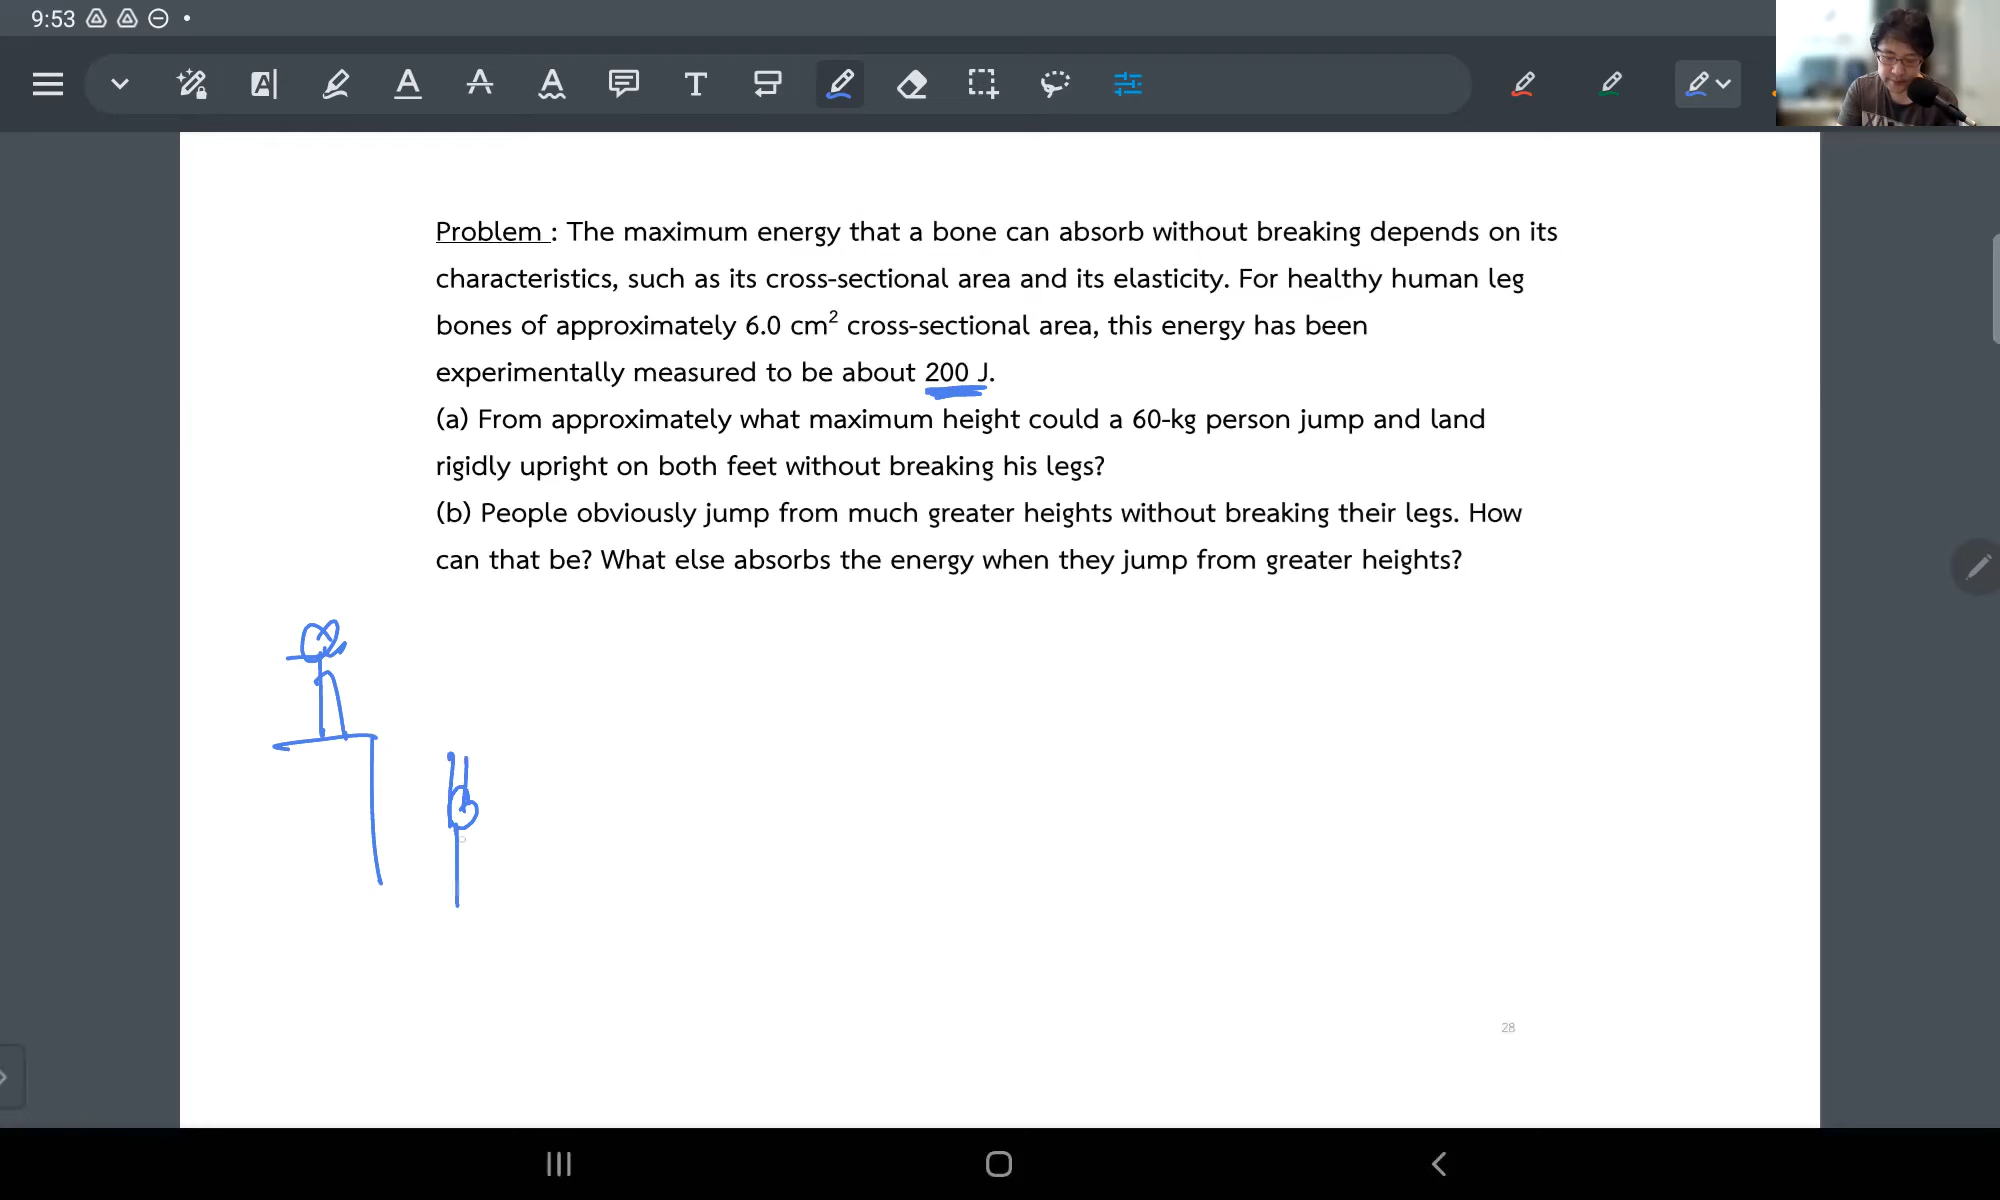 9:53
Problem : The maximum energy that a bone can absorb without breaking depends on its
characteristics, such as its cross-sectional area and its elasticity. For healthy human leg
bones of approximately 6.0 cm² cross-sectional area, this energy has been
experimentally measured to be about 200 J.
(a) From approximately what maximum height could a 60-kg person jump and land
rigidly upright on both feet without breaking his legs?
(b) People obviously jump from much greater heights without breaking their legs. How
can that be? What else absorbs the energy when they jump from greater heights?
28